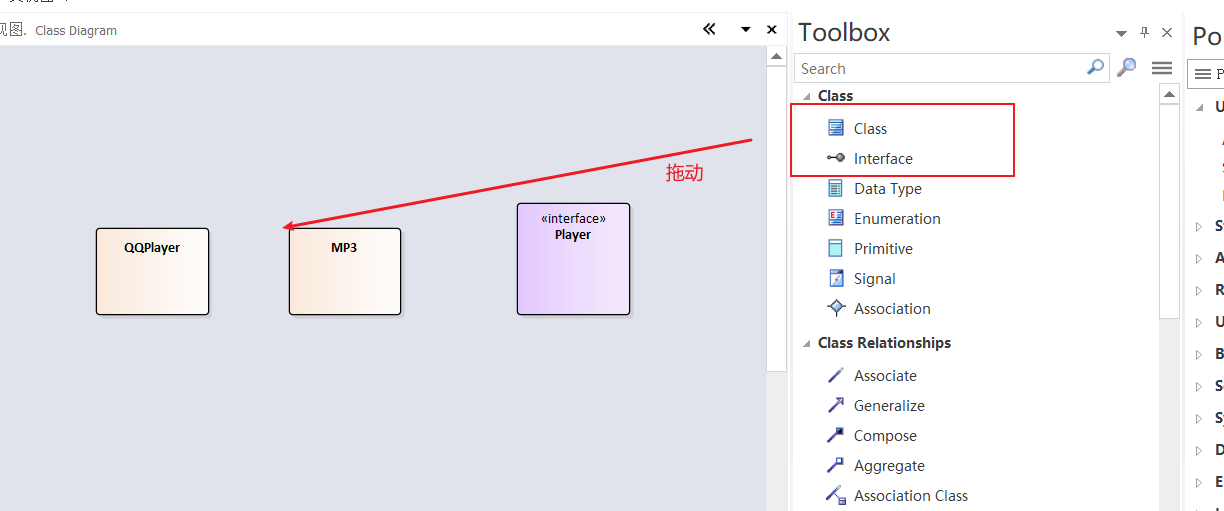 视图. Class Diagram
拖动
QQPlayer
MP3
«interface»
Player
Toolbox
Search
Class
Class
Interface
Data Type
Enumeration
Primitive
Signal
Association
Class Relationships
Associate
Generalize
Compose
Aggregate
Association Class
Po
P
U
A
R
U
B
S
Sy
D
E